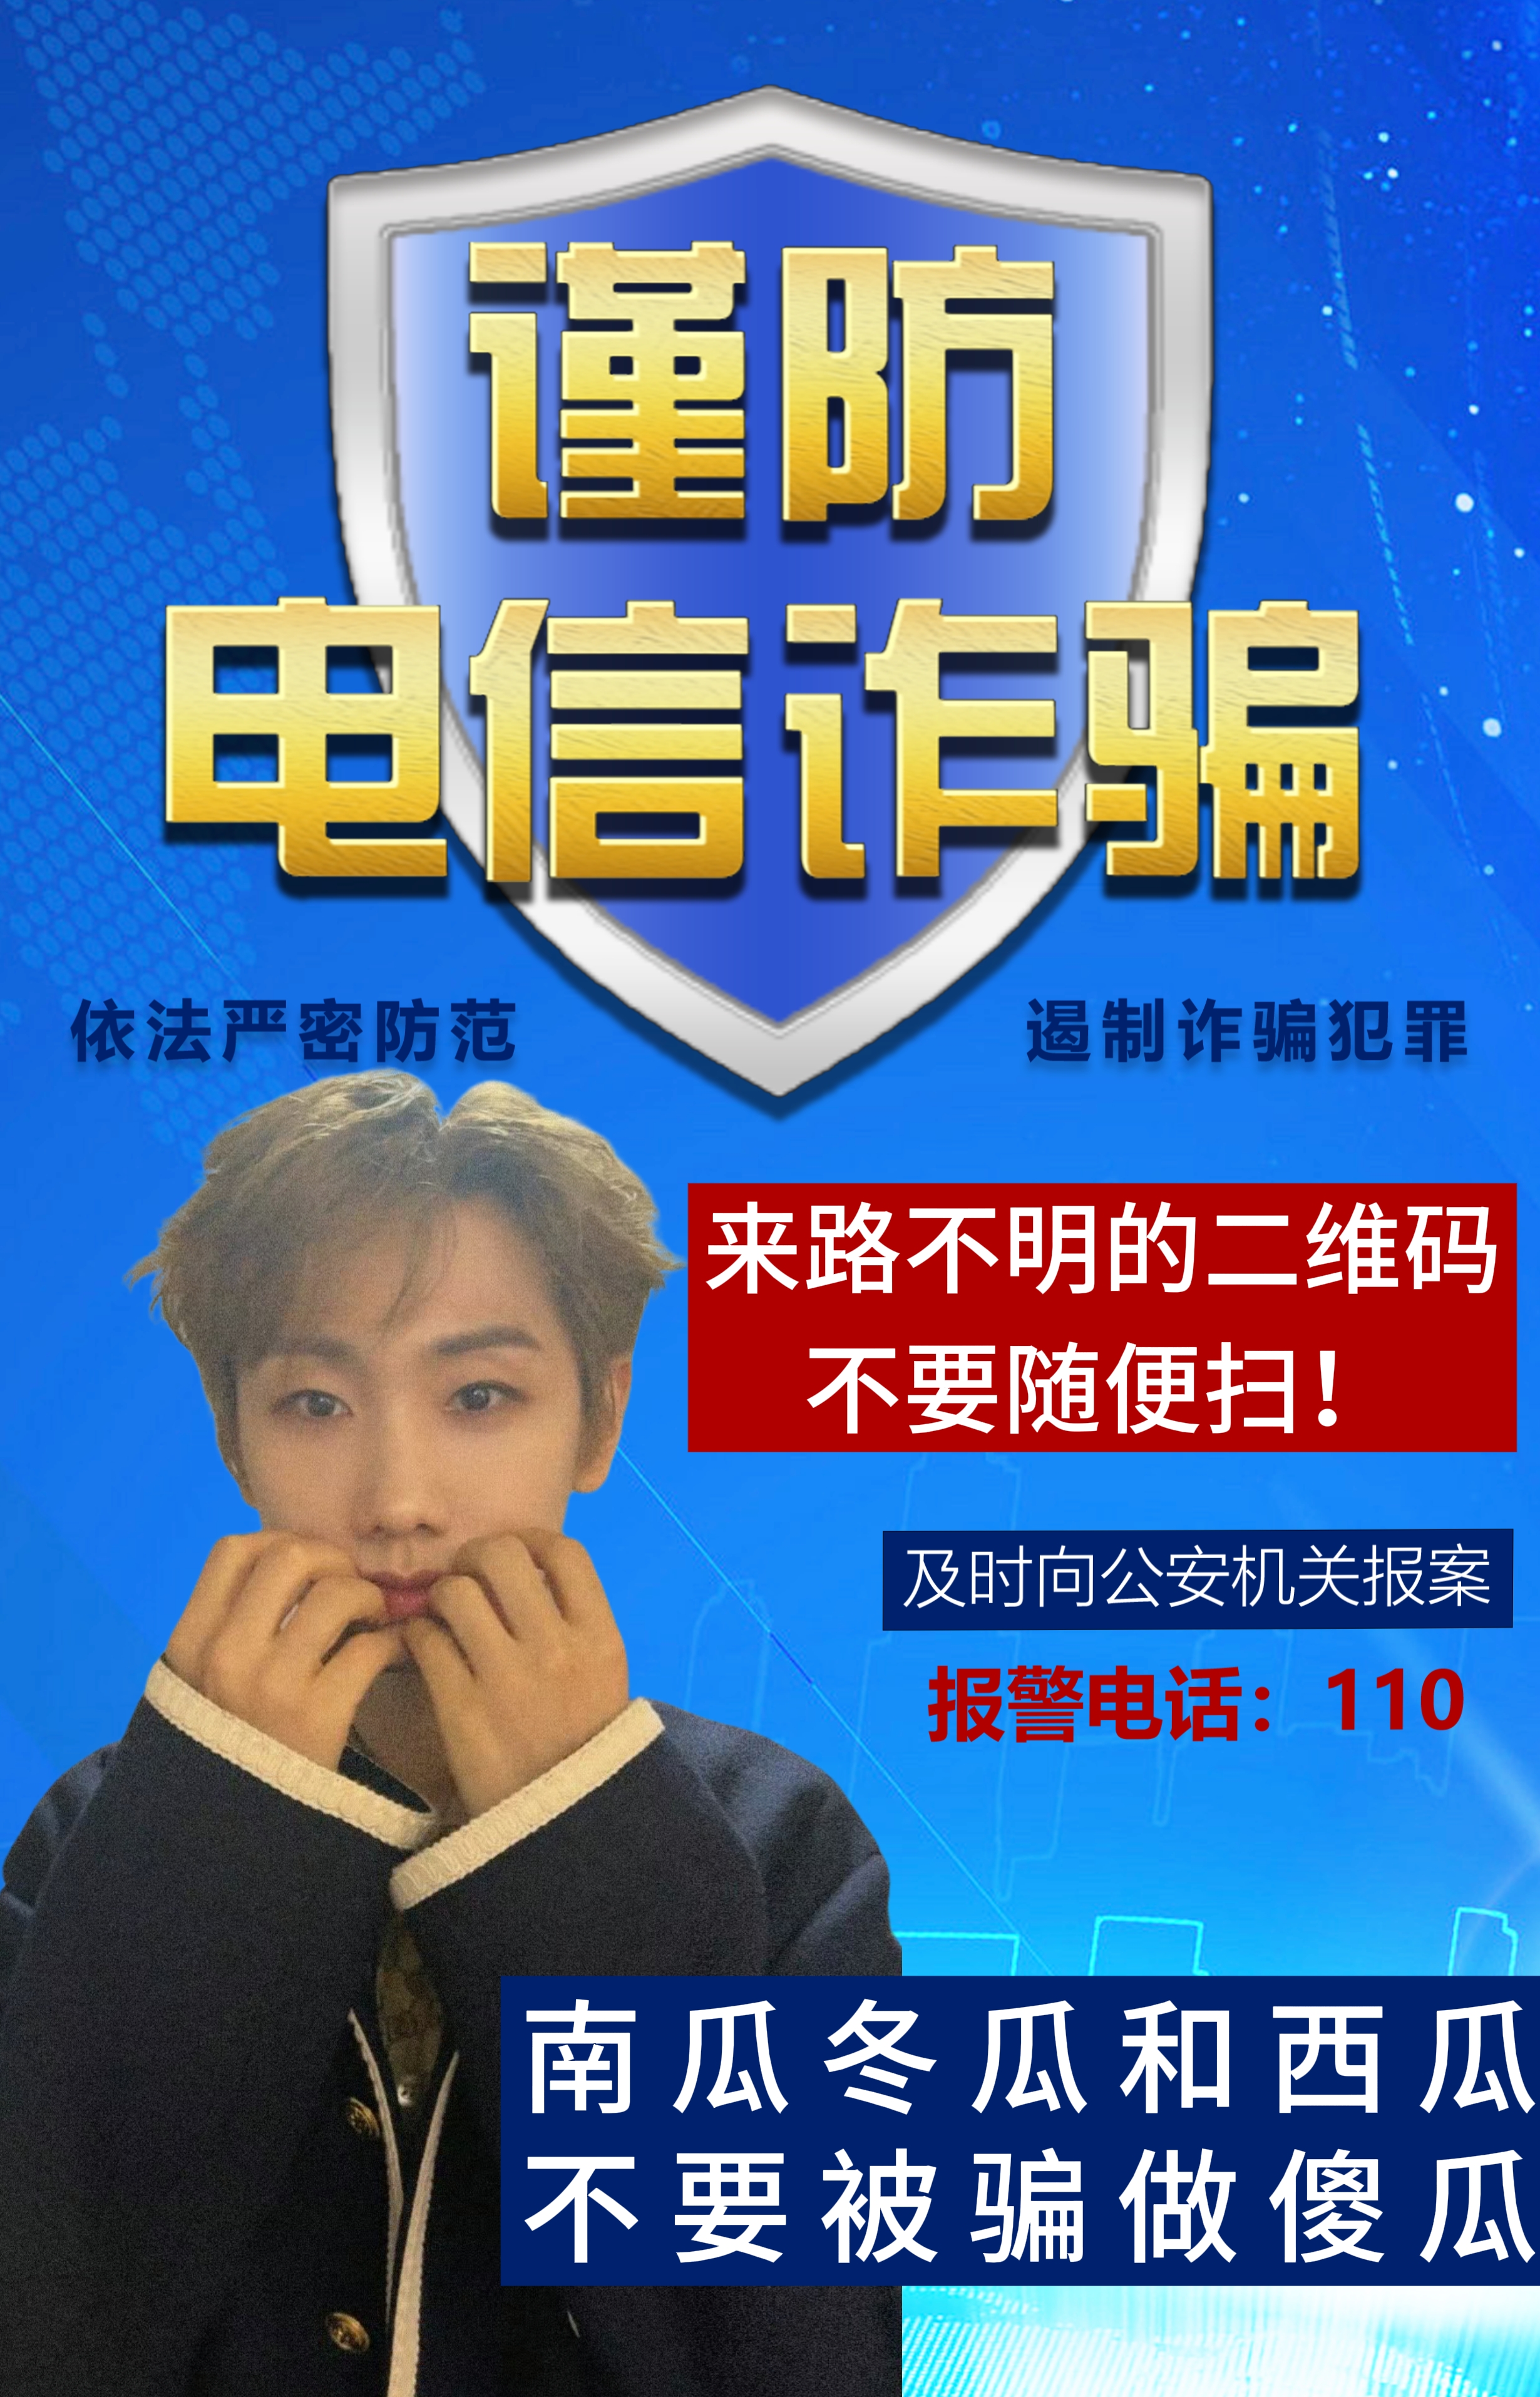 谨防
电信诈骗
依法严密防范
遏制诈骗犯罪
来路不明的二维码
不要随便扫！
及时向公安机关报案
报警电话：110
南瓜冬瓜和西瓜
不要被骗做傻瓜